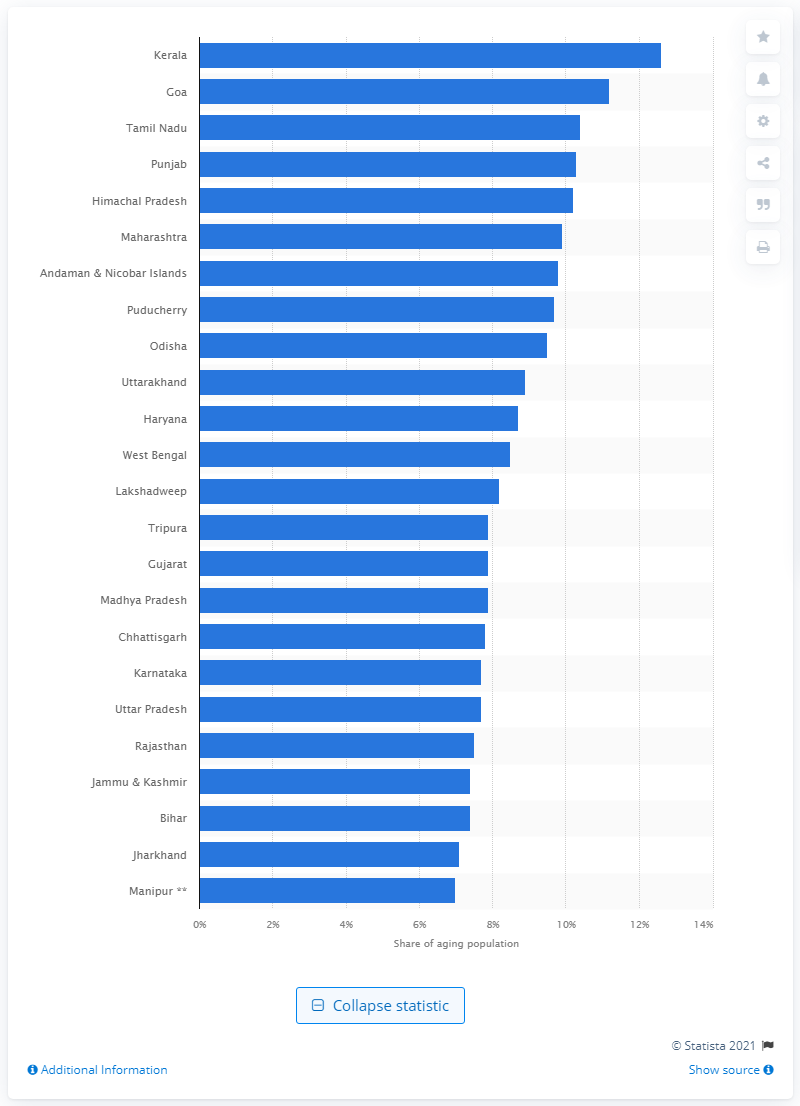 Kerala
Goa
Tamil Nadu
Punjab
Himachal Pradesh
Maharashtra
Andaman & Nicobar Islands
Puducherry
Odisha
Uttarakhand
Haryana
West Bengal
Lakshadweep
Tripura
Gujarat
Madhya Pradesh
Chhattisgarh
Karnataka
Uttar Pradesh
Rajasthan
Jammu & Kashmir
Bihar
Jharkhand
Manipur **
0% 2% 4% 6% 8% 10% 12% 14%
Share of aging population
Collapse statistic
© Statista 2021
Additional Information Show source